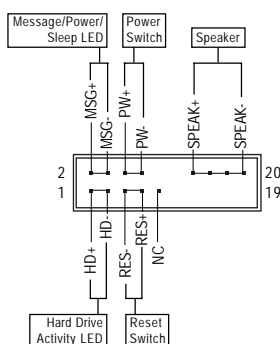 Message/Power/
Sleep LED
Power
Switch
Speaker
MSG+
MSG-
PW+
PW-
SPEAK+
SPEAK-
2
20
1
19
HD+
HD-
RES-
RES+
NC
Hard Drive
Activity LED
Reset
Switch